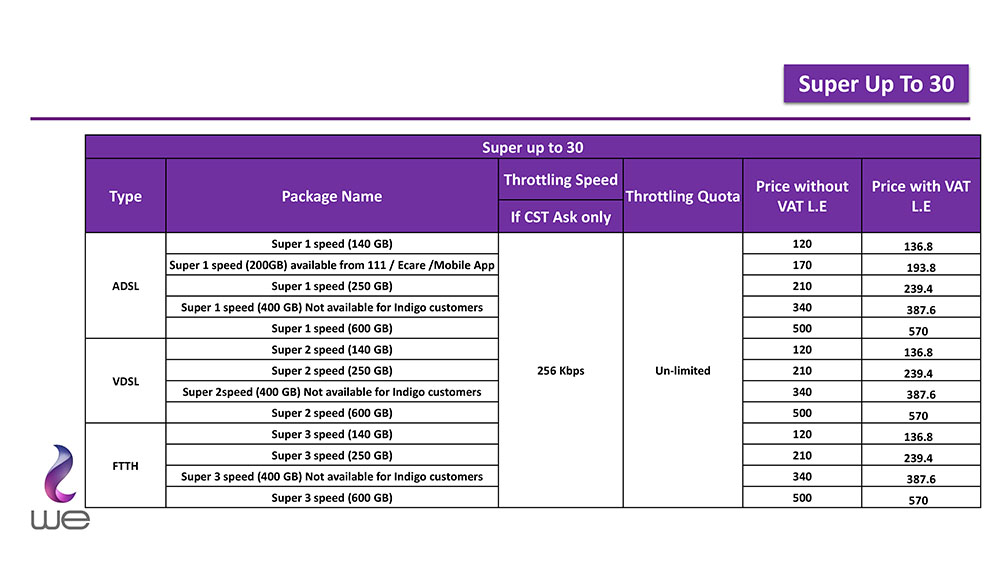 Super Up To 30
Super up to 30
Type
Package Name
Throttling Speed
If CST Ask only
Throttling Quota
Price without
VAT L.E
Price with VAT
L.E
ADSL
Super 1 speed (140 GB)
120
136.8
Super 1 speed (200GB) available from 111 / Ecare /Mobile App
170
193.8
Super 1 speed (250 GB)
210
239.4
Super 1 speed (400 GB) Not available for Indigo customers
340
387.6
Super 1 speed (600 GB)
500
570
VDSL
Super 2 speed (140 GB)
120
136.8
Super 2 speed (250 GB)
210
239.4
Super 2speed (400 GB) Not available for Indigo customers
340
387.6
Super 2 speed (600 GB)
500
570
FTTH
Super 3 speed (140 GB)
120
136.8
Super 3 speed (250 GB)
210
239.4
Super 3 speed (400 GB) Not available for Indigo customers
340
387.6
Super 3 speed (600 GB)
500
570
256 Kbps
Un-limited
we